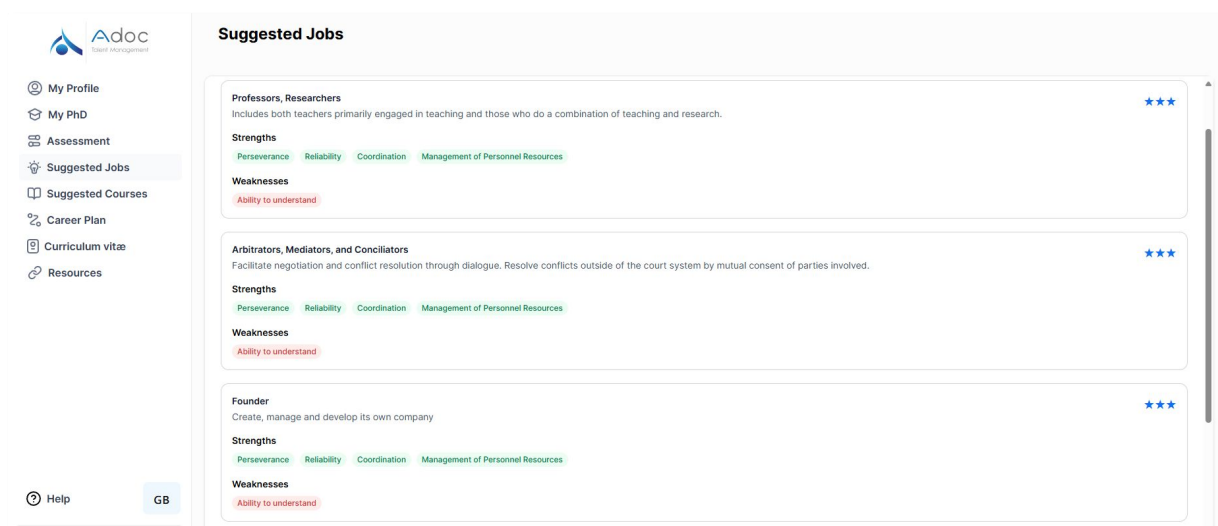 Adoc
Talent Management
My Profile
My PhD
Assessment
Suggested Jobs
Suggested Courses
Career Plan
Curriculum vitæ
Resources
Help
GB
Suggested Jobs
Professors, Researchers
Includes both teachers primarily engaged in teaching and those who do a combination of teaching and research.
Strengths
Perseverance Reliability Coordination Management of Personnel Resources
Weaknesses
Ability to understand
Arbitrators, Mediators, and Conciliators
Facilitate negotiation and conflict resolution through dialogue. Resolve conflicts outside of the court system by mutual consent of parties involved.
Strengths
Perseverance Reliability Coordination Management of Personnel Resources
Weaknesses
Ability to understand
Founder
Create, manage and develop its own company
Strengths
Perseverance Reliability Coordination Management of Personnel Resources
Weaknesses
Ability to understand